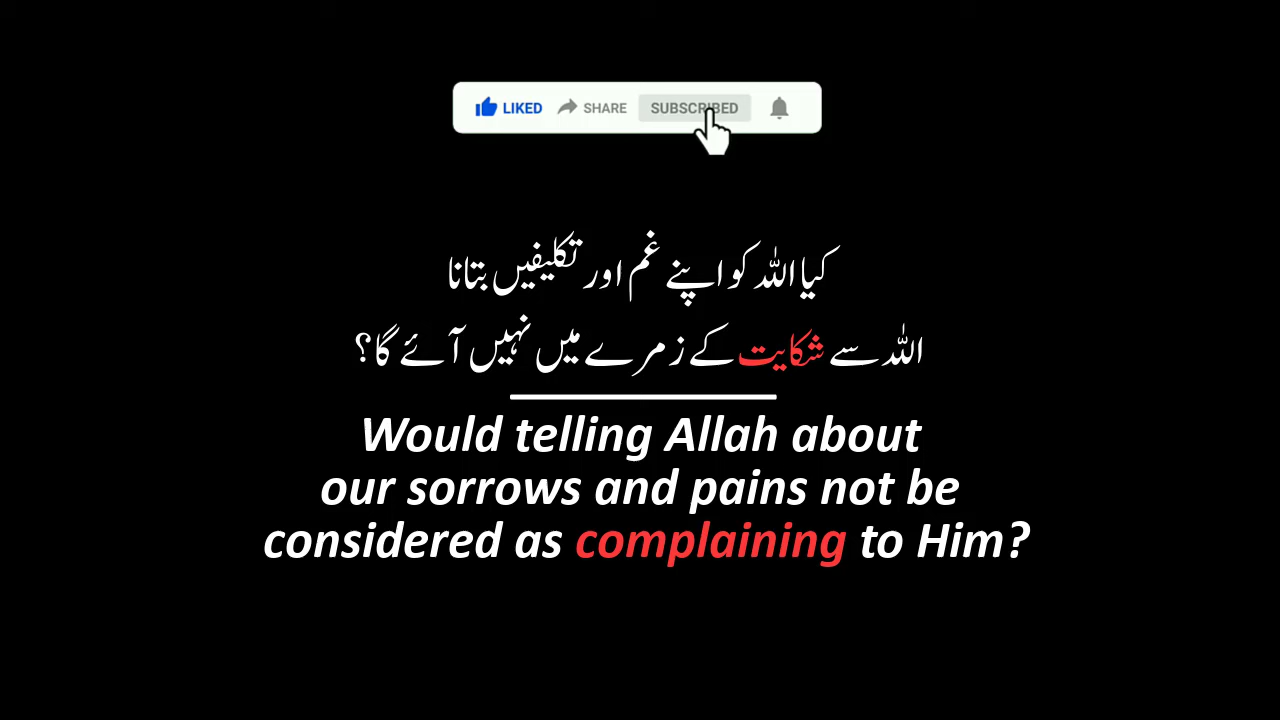 LIKED SHARE SUBSCRIBED
کیا اللہ کو اپنے غم اور تکلیفیں بتانا
اللہ سے شکایت کے زمرے میں نہیں آئے گا؟
Would telling Allah about
our sorrows and pains not be
considered as complaining to Him?